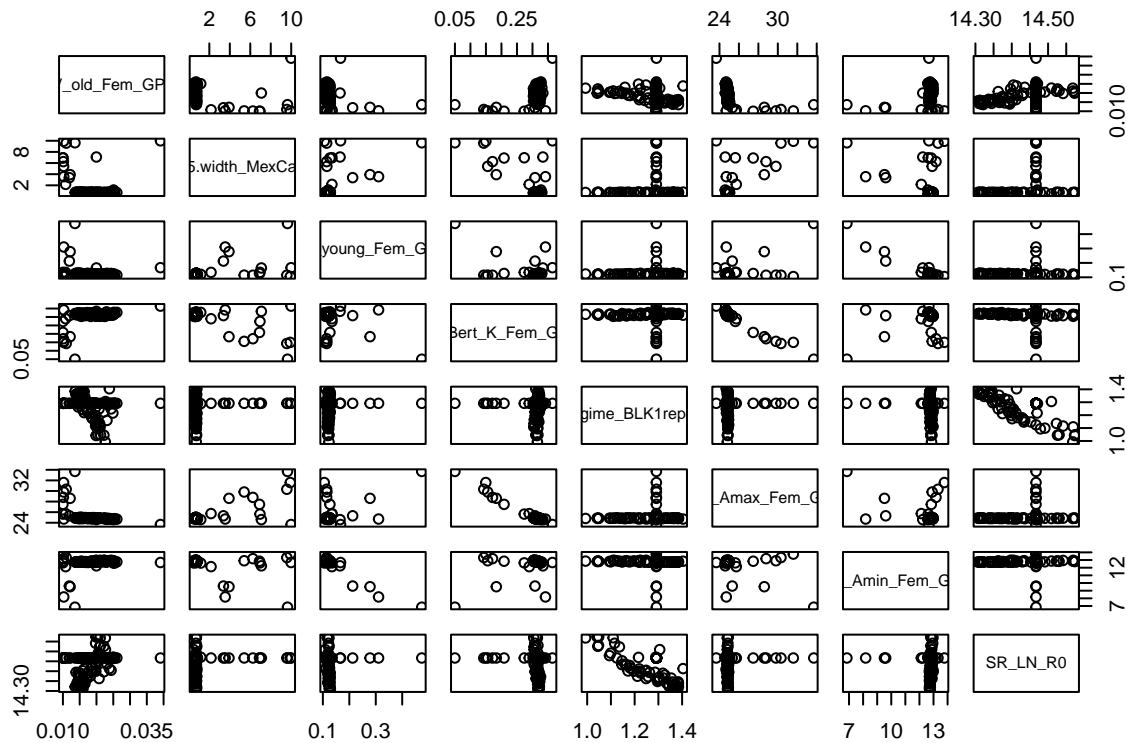 2 6 10 0.05 0.25 24 30 14.30 14.50
_old_Fem_GP
0.010
8
2
5.width_MexCa
young_Fem_G
0.1
0.05
Bert_K_Fem_G
gime_BLK1rep
1.4
1.0
32
24
_Amax_Fem_G
_Amin_Fem_G
12
7
14.30
SR_LN_R0
0.010 0.035 0.1 0.3 1.0 1.2 1.4 7 10 13